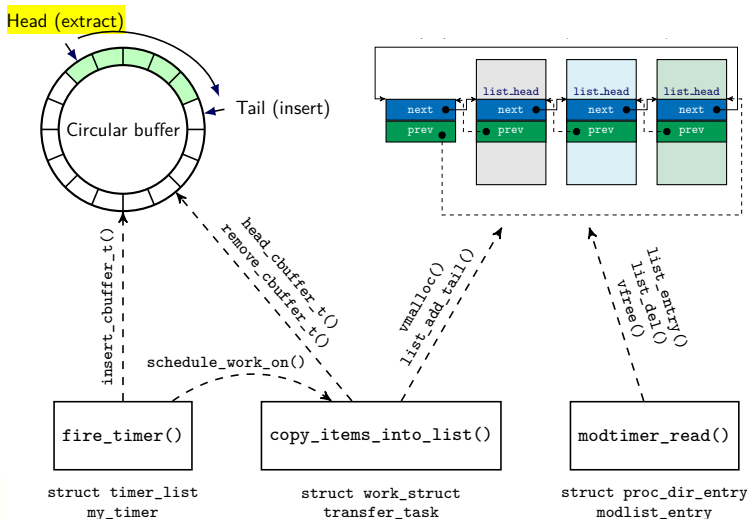 Head (extract)
Circular buffer
Tail (insert)
list_head
list_head
list_head
next
next
next
next
prev
prev
prev
prev
insert_cbuffer_t()
head_cbuffer_t()
remove_cbuffer_t()
vmalloc()
list_add_tail()
list_entry()
list_del()
vfree()
schedule_work_on()
fire_timer()
copy_items_into_list()
modtimer_read()
struct timer_list
my_timer
struct work_struct
transfer_task
struct proc_dir_entry
modlist_entry